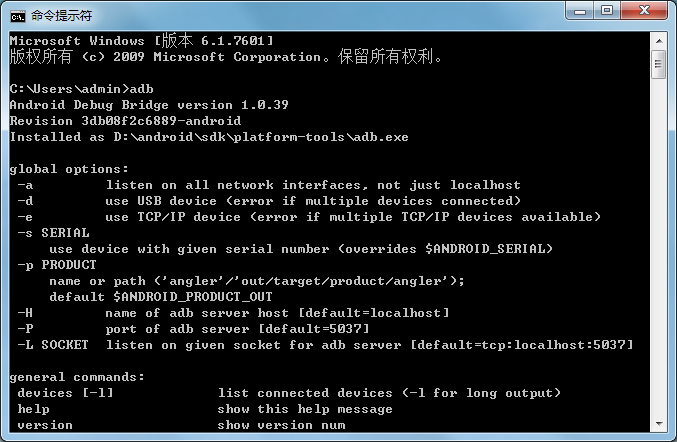 命令提示符
Microsoft Windows [版本 6.1.7601]
版权所有 (c) 2009 Microsoft Corporation。保留所有权利。
C:\Users\admin>adb
Android Debug Bridge version 1.0.39
Revision 3db08f2c6889-android
Installed as D:\android\sdk\platform-tools\adb.exe
global options:
 -a         listen on all network interfaces, not just localhost
 -d         use USB device (error if multiple devices connected)
 -e         use TCP/IP device (error if multiple TCP/IP devices available)
 -s SERIAL
     use device with given serial number (overrides $ANDROID_SERIAL)
 -p PRODUCT
     name or path ('angler'/'out/target/product/angler');
     default $ANDROID_PRODUCT_OUT
 -H         name of adb server host [default=localhost]
 -P         port of adb server [default=5037]
 -L SOCKET  listen on given socket for adb server [default=tcp:localhost:5037]
general commands:
 devices [-l]             list connected devices (-l for long output)
 help                     show this help message
 version                  show version num